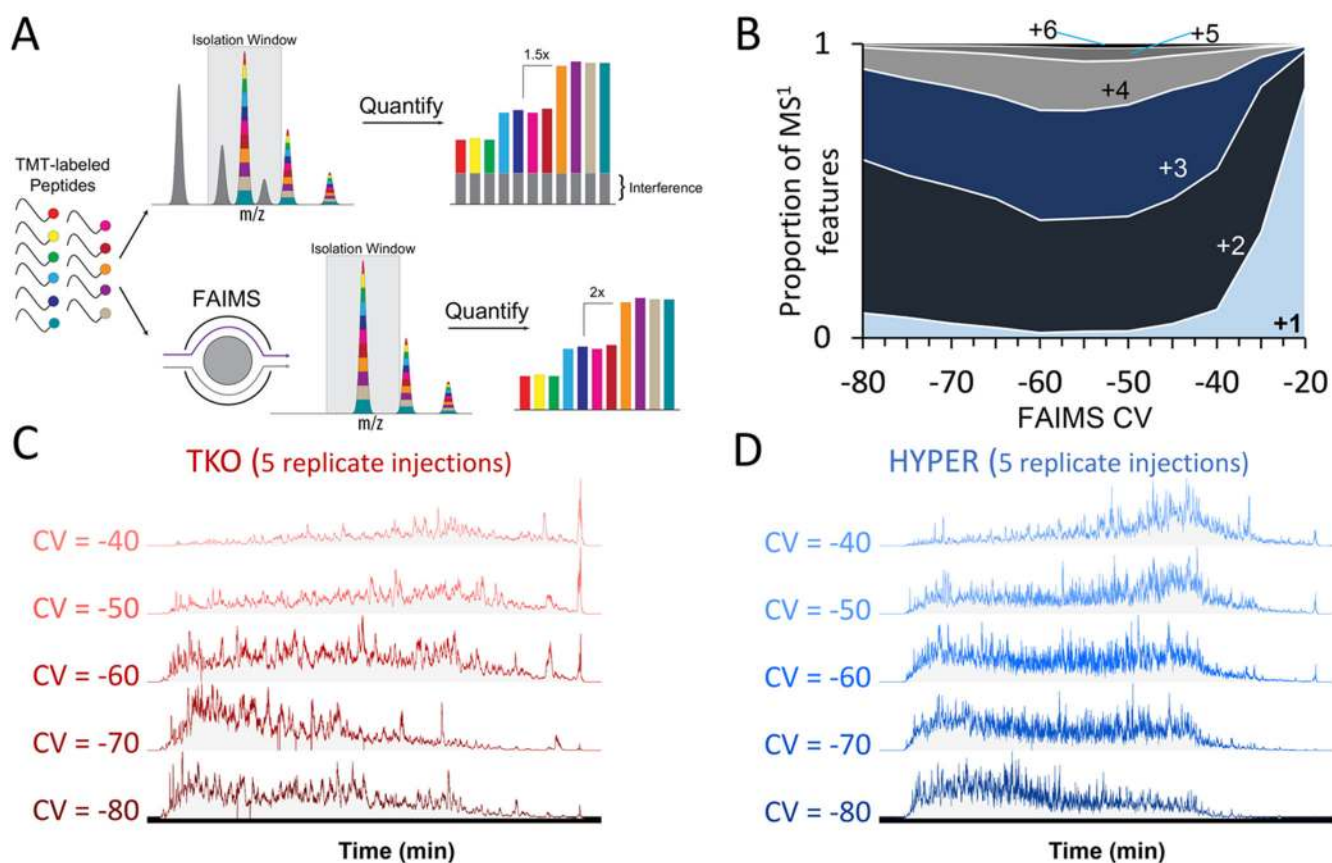 A
Isolation Window
1.5x
Quantify
TMT-labeled
Peptides
} Interference
m/z
Isolation Window
FAIMS
Quantify
2x
m/z
B
+6
+5
1
+4
+3
+2
+1
0
Proportion of MS¹
features
-80 -70 -60 -50 -40 -20
FAIMS CV
C
TKO (5 replicate injections)
CV = -40
CV = -50
CV = -60
CV = -70
CV = -80
Time (min)
D
HYPER (5 replicate injections)
CV = -40
CV = -50
CV = -60
CV = -70
CV = -80
Time (min)